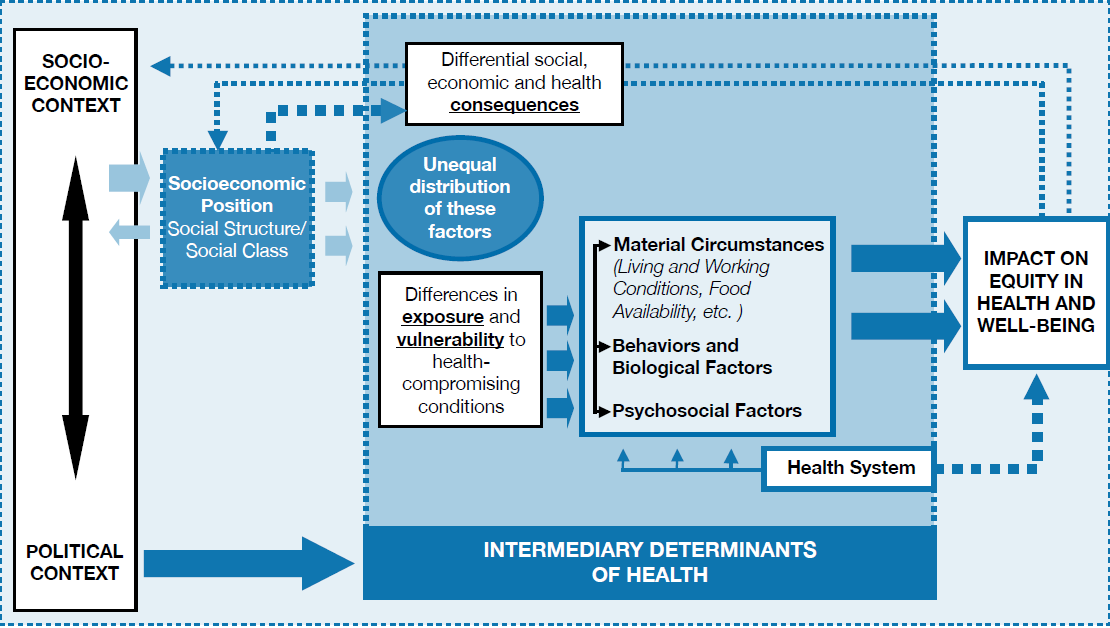 SOCIO-
ECONOMIC
CONTEXT
POLITICAL
CONTEXT
Socioeconomic
Position
Social Structure/
Social Class
Differential social,
economic and health
consequences
Unequal
distribution
of these
factors
Differences in
exposure and
vulnerability to
health-
compromising
conditions
Material Circumstances
(Living and Working
Conditions, Food
Availability, etc. )
Behaviors and
Biological Factors
Psychosocial Factors
Health System
INTERMEDIARY DETERMINANTS
OF HEALTH
IMPACT ON
EQUITY IN
HEALTH AND
WELL-BEING